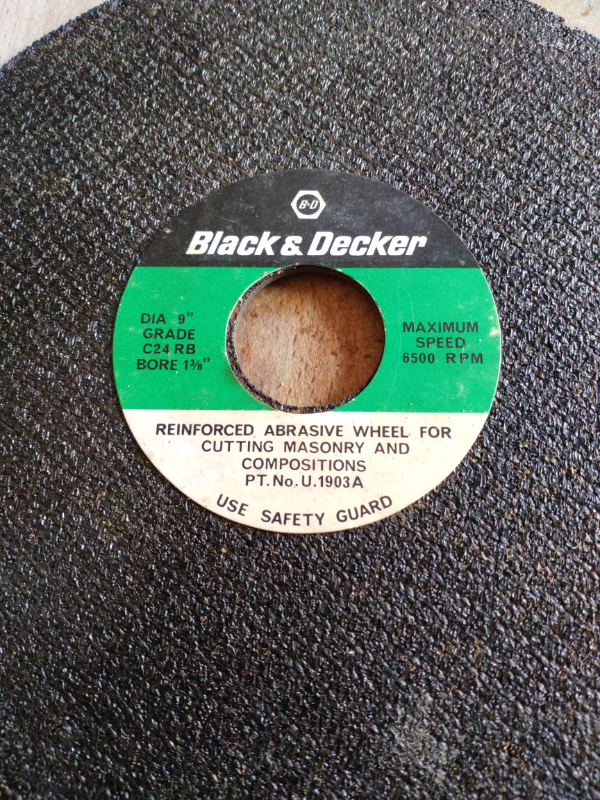 B·D
Black & Decker
DIA 9"
GRADE
C24 RB
BORE 1⅜"
MAXIMUM
SPEED
6500 RPM
REINFORCED ABRASIVE WHEEL FOR
CUTTING MASONRY AND
COMPOSITIONS
PT. No. U.1903A
USE SAFETY GUARD